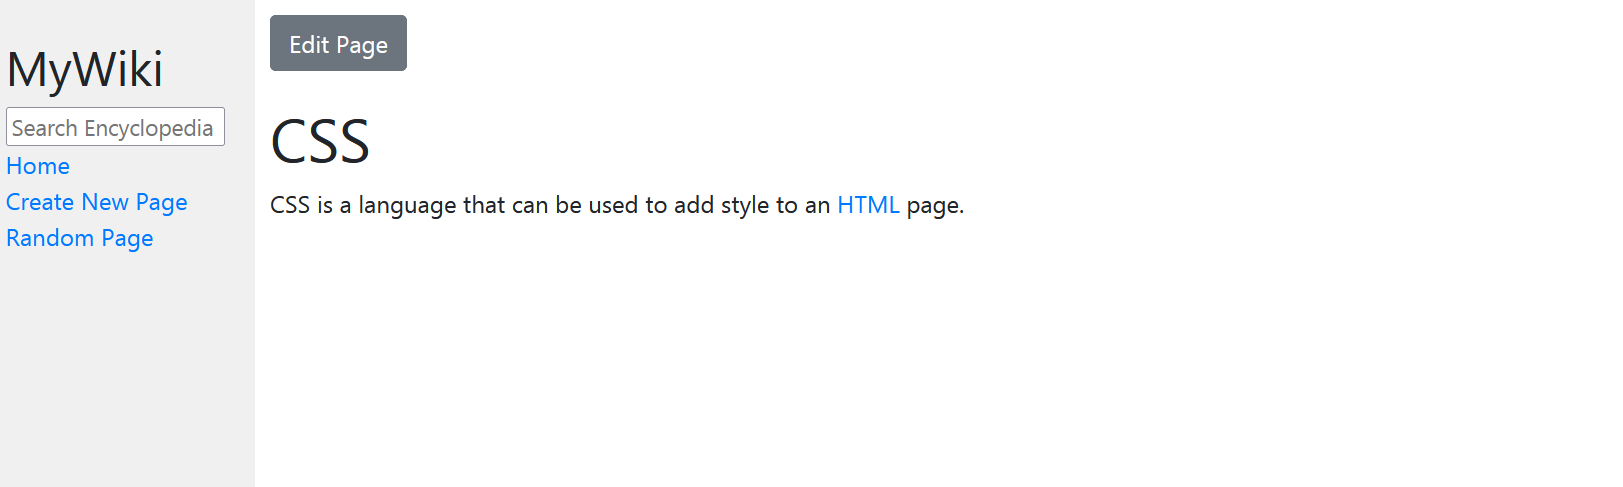 MyWiki
Search Encyclopedia
Home
Create New Page
Random Page
Edit Page
CSS
CSS is a language that can be used to add style to an HTML page.